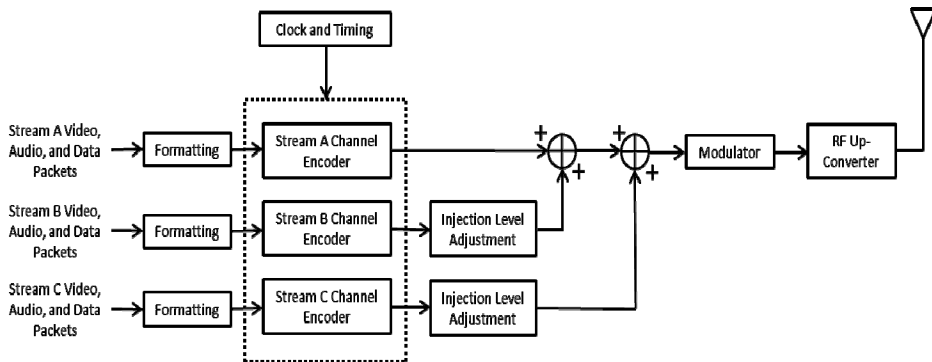 Clock and Timing
Stream A Video,
Audio, and Data
Packets
Formatting
Stream A Channel
Encoder
+
+
+
+
Modulator
RF Up-
Converter
Stream B Video,
Audio, and Data
Packets
Formatting
Stream B Channel
Encoder
Injection Level
Adjustment
Stream C Video,
Audio, and Data
Packets
Formatting
Stream C Channel
Encoder
Injection Level
Adjustment